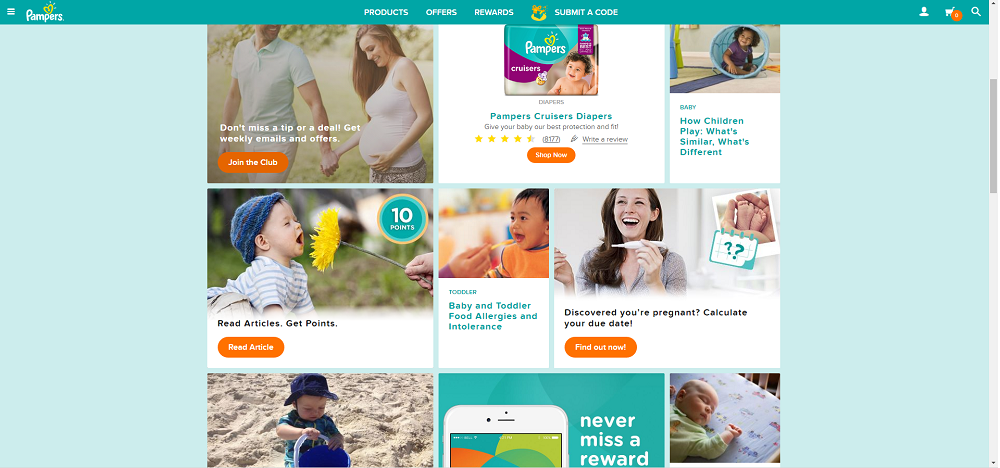 Pampers.
PRODUCTS OFFERS REWARDS SUBMIT A CODE
0
Don't miss a tip or a deal! Get
weekly emails and offers.
Join the Club
Pampers
cruisers
DIAPERS
Pampers Cruisers Diapers
Give your baby our best protection and fit!
(8177) Write a review
Shop Now
BABY
How Children
Play: What's
Similar, What's
Different
10
POINTS
Read Articles. Get Points.
Read Article
TODDLER
Baby and Toddler
Food Allergies and
Intolerance
??
Discovered you're pregnant? Calculate
your due date!
Find out now!
never
miss a
reward